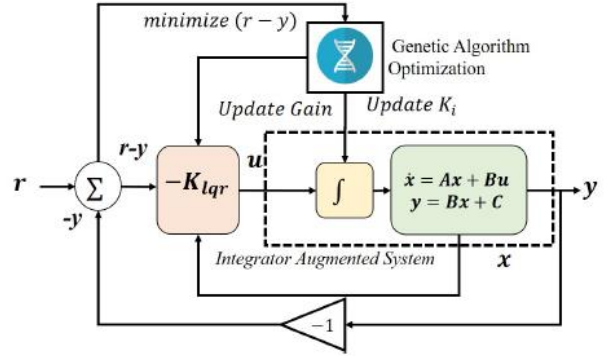 minimize (r − y)
Genetic Algorithm
Optimization
Update Gain
Update K_i
r-y
u
r
Σ
−K_lqr
∫
ẋ = Ax + Bu
y = Bx + C
y
-y
Integrator Augmented System
x
−1